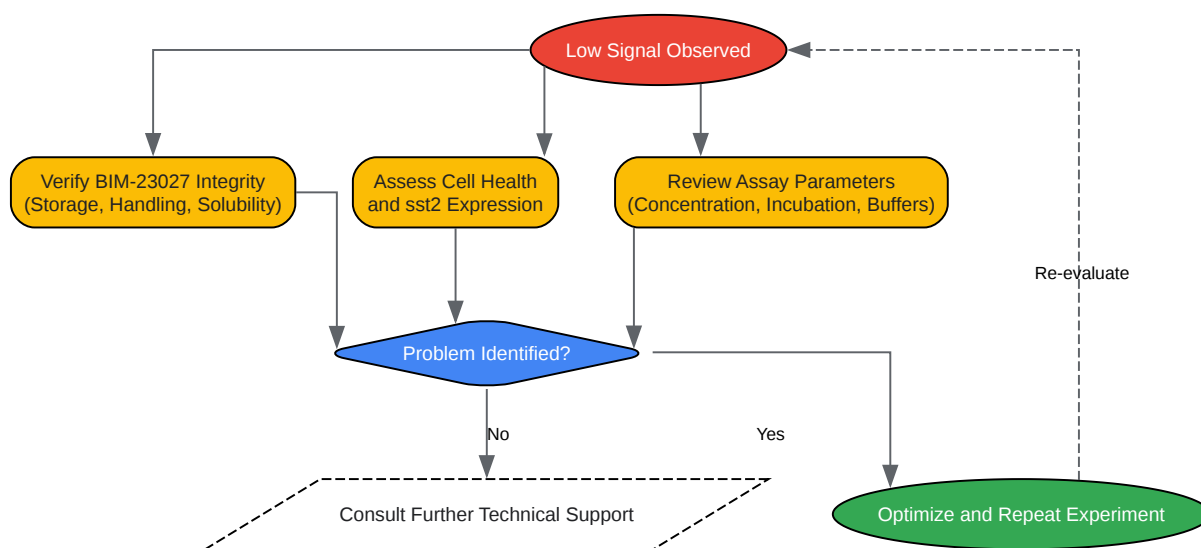 Low Signal Observed
Verify BIM-23027 Integrity
(Storage, Handling, Solubility)
Assess Cell Health
and sst2 Expression
Review Assay Parameters
(Concentration, Incubation, Buffers)
Re-evaluate
Problem Identified?
No
Yes
Consult Further Technical Support
Optimize and Repeat Experiment